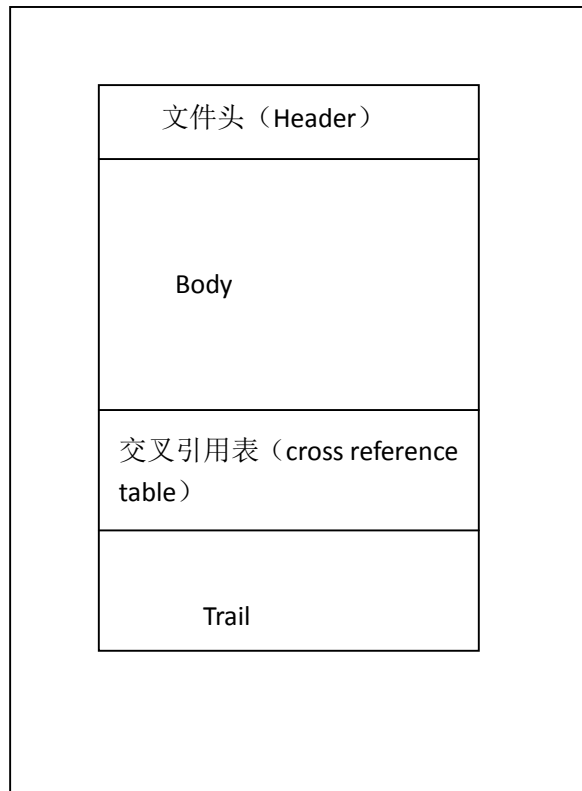 文件头（Header）
Body
交叉引用表（cross reference
table）
Trail